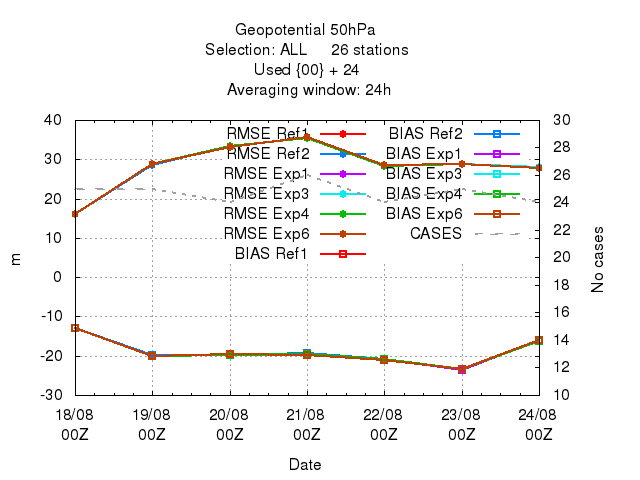 Geopotential 50hPa
Selection: ALL 26 stations
Used {00} + 24
Averaging window: 24h
40 30
30 28
20 26
10 24
0 22
-10 20
-20 18
-30 16
14
12
10
m
No cases
RMSE Ref1 BIAS Ref2
RMSE Ref2 BIAS Exp1
RMSE Exp1 BIAS Exp3
RMSE Exp3 BIAS Exp4
RMSE Exp4 BIAS Exp6
RMSE Exp6 CASES
BIAS Ref1
18/08 19/08 20/08 21/08 22/08 23/08 24/08
00Z 00Z 00Z 00Z 00Z 00Z 00Z
Date